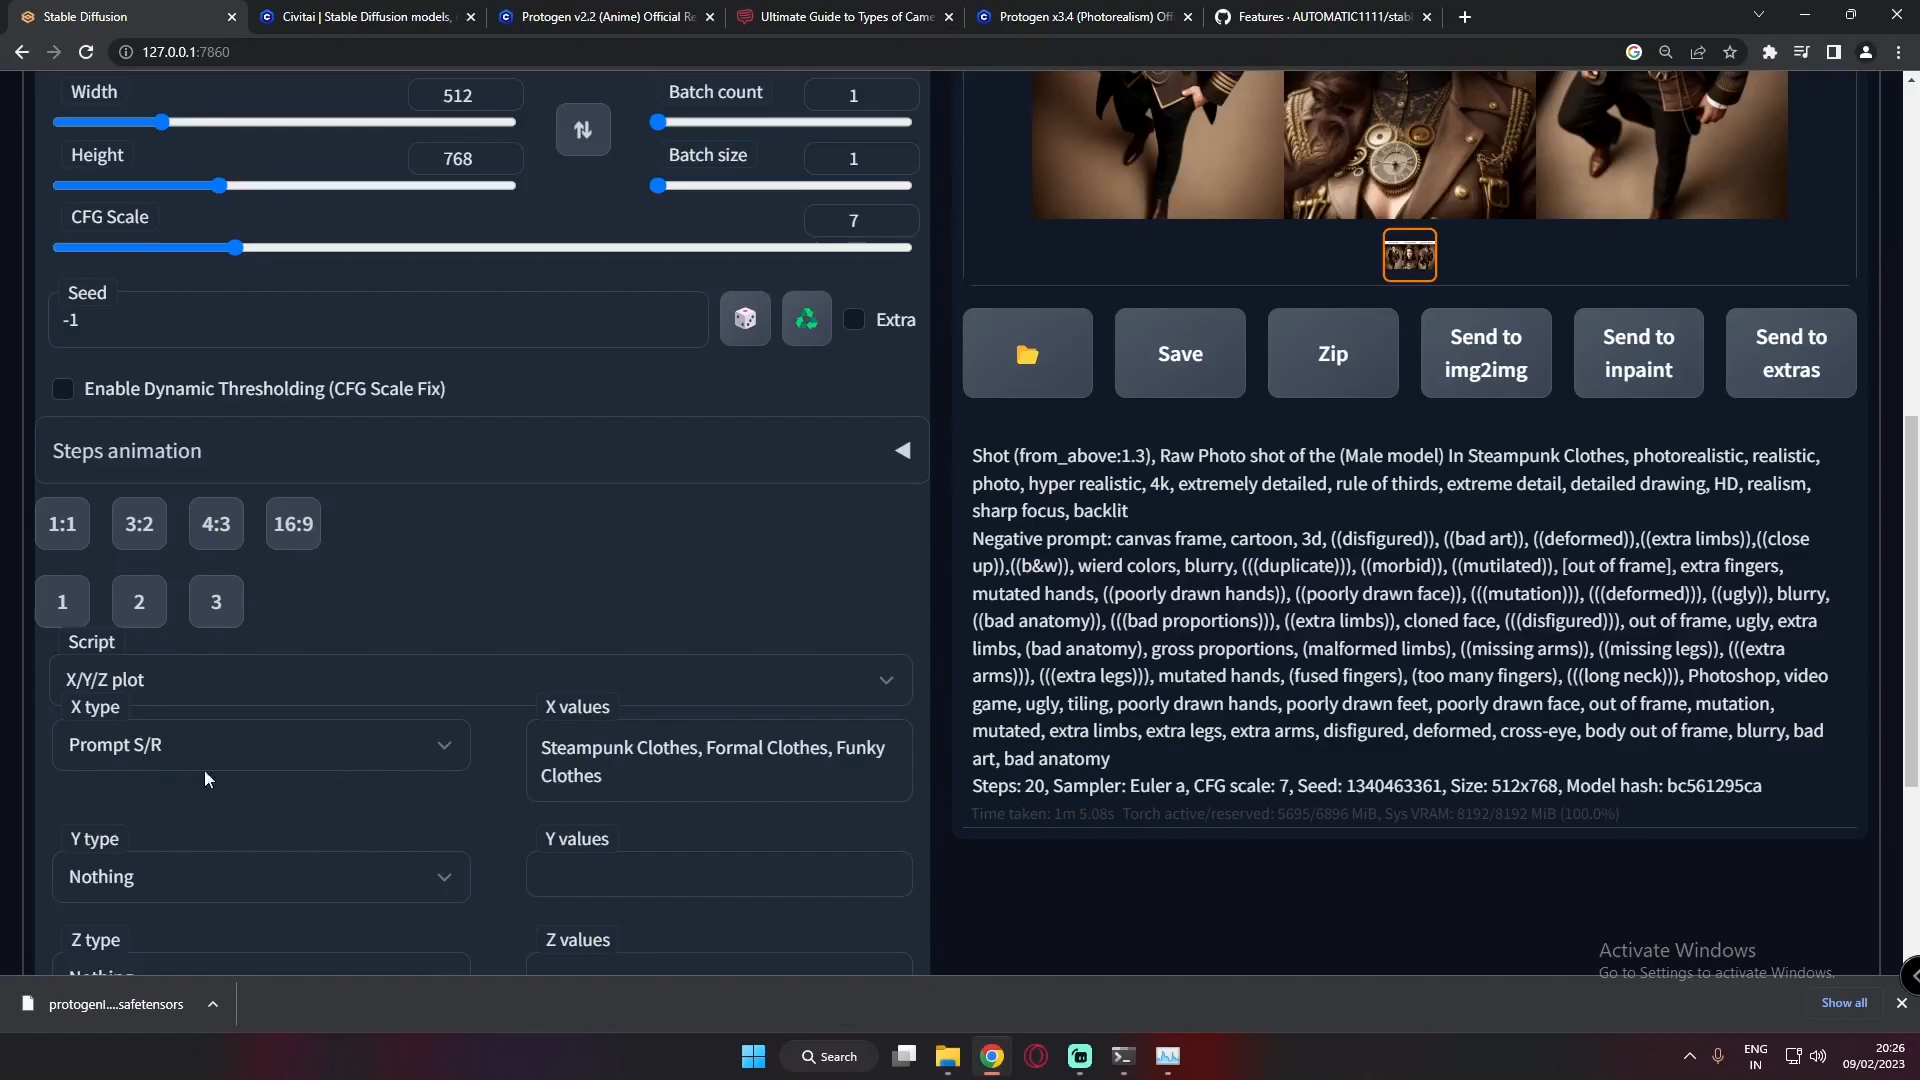 Stable Diffusion
Civitai | Stable Diffusion models,
Protogen v2.2 (Anime) Official Re
Ultimate Guide to Types of Came
Protogen x3.4 (Photorealism) Off
Features · AUTOMATIC1111/stabl
127.0.0.1:7860
Width
512
Batch count
1
Height
768
Batch size
1
CFG Scale
7
Seed
-1
Extra
Enable Dynamic Thresholding (CFG Scale Fix)
Steps animation
1:1
3:2
4:3
16:9
1
2
3
Script
X/Y/Z plot
X type
Prompt S/R
X values
Steampunk Clothes, Formal Clothes, Funky
Clothes
Y type
Nothing
Y values
Z type
Nothing
Z values
Save
Zip
Send to
img2img
Send to
inpaint
Send to
extras
Shot (from_above:1.3), Raw Photo shot of the (Male model) In Steampunk Clothes, photorealistic, realistic,
photo, hyper realistic, 4k, extremely detailed, rule of thirds, extreme detail, detailed drawing, HD, realism,
sharp focus, backlit
Negative prompt: canvas frame, cartoon, 3d, ((disfigured)), ((bad art)), ((deformed)),((extra limbs)),((close
up)),((b&w)), wierd colors, blurry, (((duplicate))), ((morbid)), ((mutilated)), [out of frame], extra fingers,
mutated hands, ((poorly drawn hands)), ((poorly drawn face)), (((mutation))), (((deformed))), ((ugly)), blurry,
((bad anatomy)), (((bad proportions))), ((extra limbs)), cloned face, (((disfigured))), out of frame, ugly, extra
limbs, (bad anatomy), gross proportions, (malformed limbs), ((missing arms)), ((missing legs)), (((extra
arms))), (((extra legs))), mutated hands, (fused fingers), (too many fingers), (((long neck))), Photoshop, video
game, ugly, tiling, poorly drawn hands, poorly drawn feet, poorly drawn face, out of frame, mutation,
mutated, extra limbs, extra legs, extra arms, disfigured, deformed, cross-eye, body out of frame, blurry, bad
art, bad anatomy
Steps: 20, Sampler: Euler a, CFG scale: 7, Seed: 1340463361, Size: 512x768, Model hash: bc561295ca
Time taken: 1m 5.08s Torch active/reserved: 5695/6896 MiB, Sys VRAM: 8192/8192 MiB (100.0%)
Activate Windows
Go to Settings to activate Windows.
protogenI....safetensors
Show all
Search
ENG
IN
20:26
09/02/2023